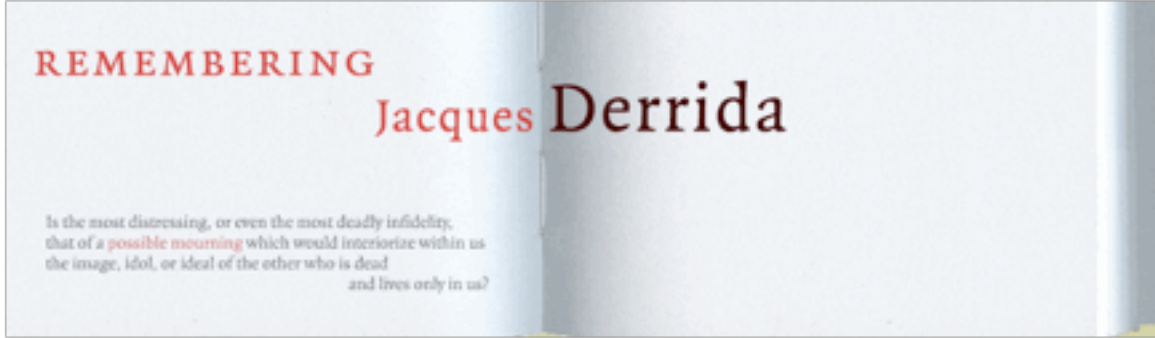 REMEMBERING
Jacques Derrida
Is the most distressing, or even the most deadly infidelity,
that of a possible mourning which would interiorize within us
the image, idol, or ideal of the other who is dead
and lives only in us?